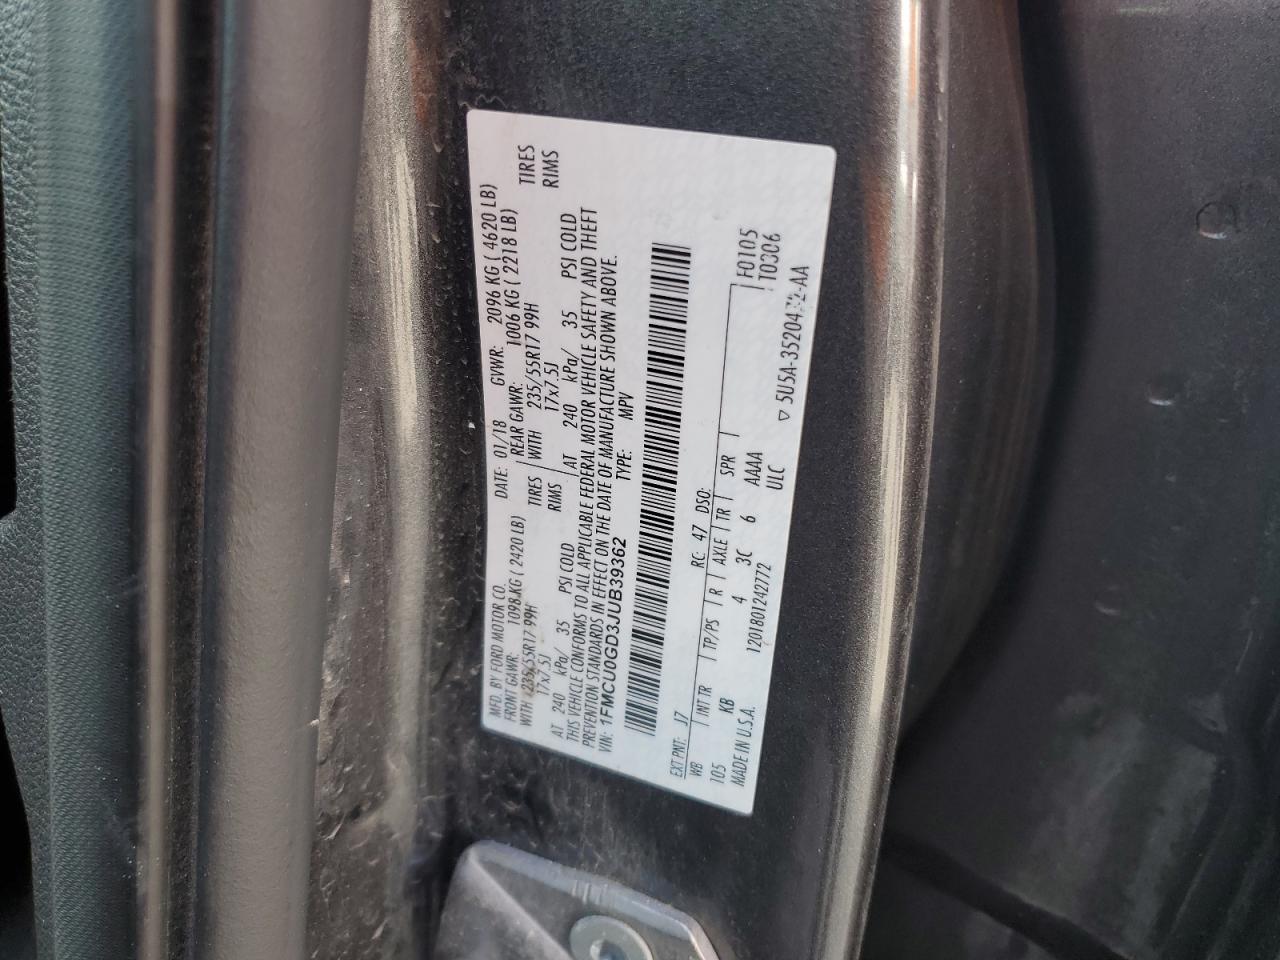 MFD. BY FORD MOTOR CO. DATE: 01/18 GVWR: 2096 KG ( 4620 LB)
FRONT GAWR: 1098 KG ( 2420 LB) REAR GAWR: 1006 KG ( 2218 LB)
WITH 235/55R17 99H TIRES WITH 235/55R17 99H TIRES
17x7.5J RIMS 17x7.5J RIMS
AT 240 kPa/ 35 PSI COLD AT 240 kPa/ 35 PSI COLD
THIS VEHICLE CONFORMS TO ALL APPLICABLE FEDERAL MOTOR VEHICLE SAFETY AND THEFT
PREVENTION STANDARDS IN EFFECT ON THE DATE OF MANUFACTURE SHOWN ABOVE.
VIN: 1FMCU0GD3JUB39362 TYPE: MPV
EXT PNT: J7 RC: 47 DSO: F0105
WB INT TR TP/PS R AXLE TR SPR T0306
105 KB 4 3C 6 AAAA
MADE IN U.S.A. 1201801242772 ULC